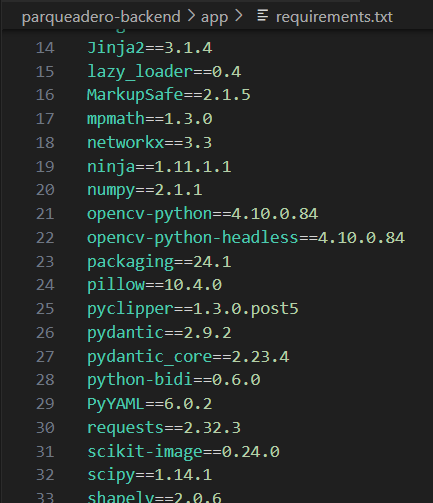 parqueadero-backend > app > requirements.txt
14 Jinja2==3.1.4
15 lazy_loader==0.4
16 MarkupSafe==2.1.5
17 mpmath==1.3.0
18 networkx==3.3
19 ninja==1.11.1.1
20 numpy==2.1.1
21 opencv-python==4.10.0.84
22 opencv-python-headless==4.10.0.84
23 packaging==24.1
24 pillow==10.4.0
25 pyclipper==1.3.0.post5
26 pydantic==2.9.2
27 pydantic_core==2.23.4
28 python-bidi==0.6.0
29 PyYAML==6.0.2
30 requests==2.32.3
31 scikit-image==0.24.0
32 scipy==1.14.1
33 shapely==2.0.6